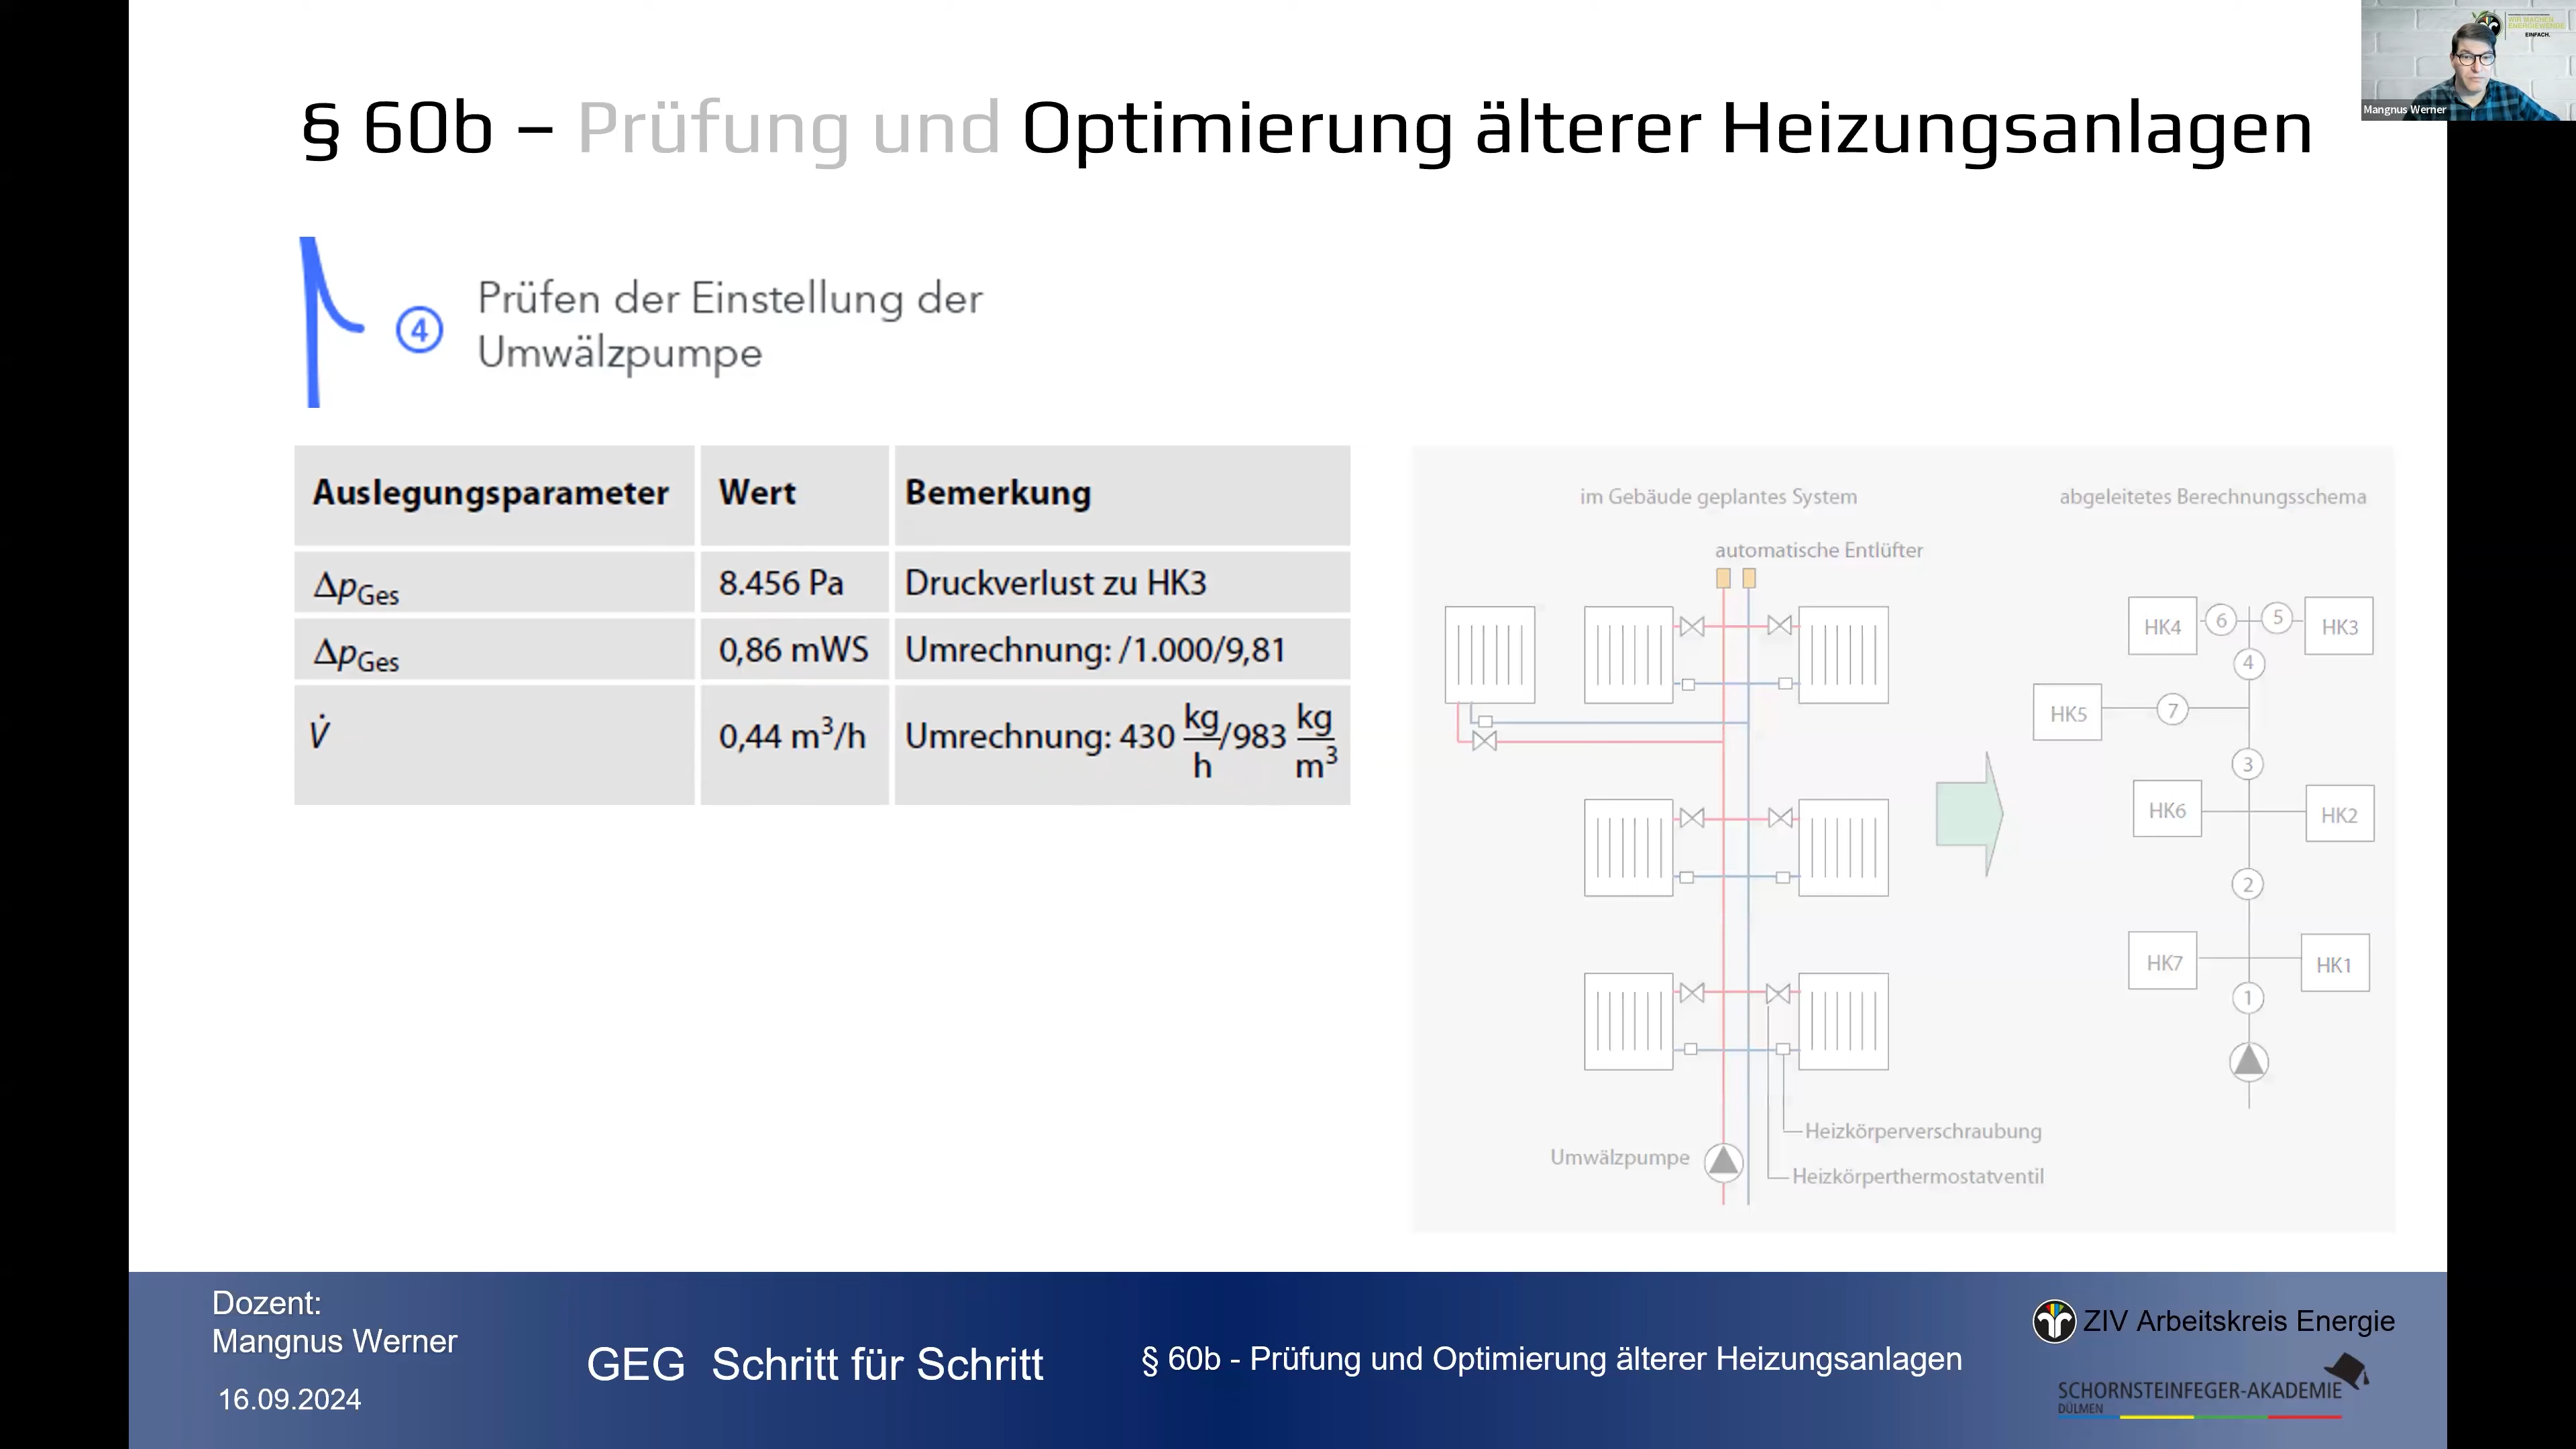 WIR MACHEN
ENERGIEWENDE
EINFACH.
Mangnus Werner
§ 60b – Prüfung und Optimierung älterer Heizungsanlagen
4
Prüfen der Einstellung der
Umwälzpumpe
Auslegungsparameter Wert Bemerkung
ΔpGes 8.456 Pa Druckverlust zu HK3
ΔpGes 0,86 mWS Umrechnung: /1.000/9,81
V̇ 0,44 m³/h Umrechnung: 430 kg/h/983 kg/m³
im Gebäude geplantes System
abgeleitetes Berechnungsschema
automatische Entlüfter
HK4 6 5 HK3
4
HK5 7
3
HK6 HK2
2
HK7 HK1
1
Heizkörperverschraubung
Umwälzpumpe
Heizkörperthermostatventil
Dozent:
Mangnus Werner
16.09.2024
GEG Schritt für Schritt
§ 60b - Prüfung und Optimierung älterer Heizungsanlagen
ZIV Arbeitskreis Energie
SCHORNSTEINFEGER-AKADEMIE
DÜLMEN